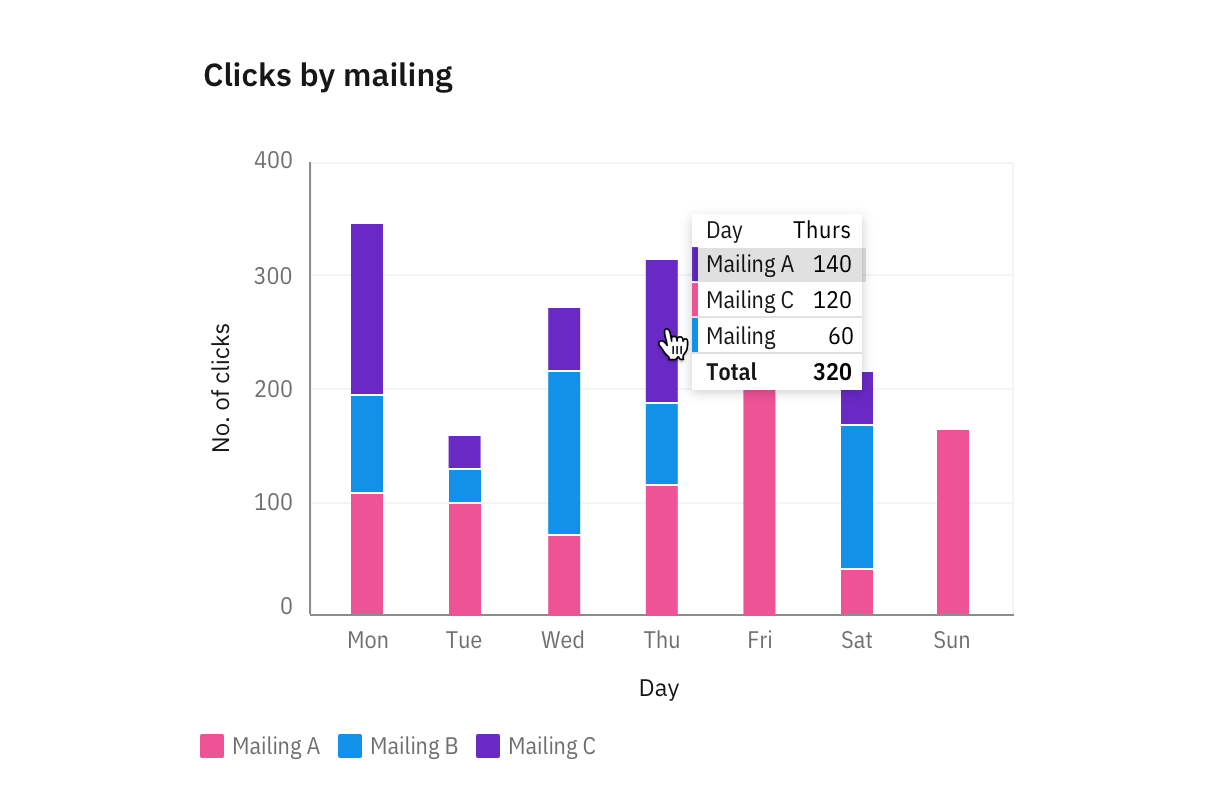 Clicks by mailing
400
300
200
100
0
No. of clicks
Day Thurs
Mailing A 140
Mailing C 120
Mailing 60
Total 320
Mon Tue Wed Thu Fri Sat Sun
Day
Mailing A Mailing B Mailing C